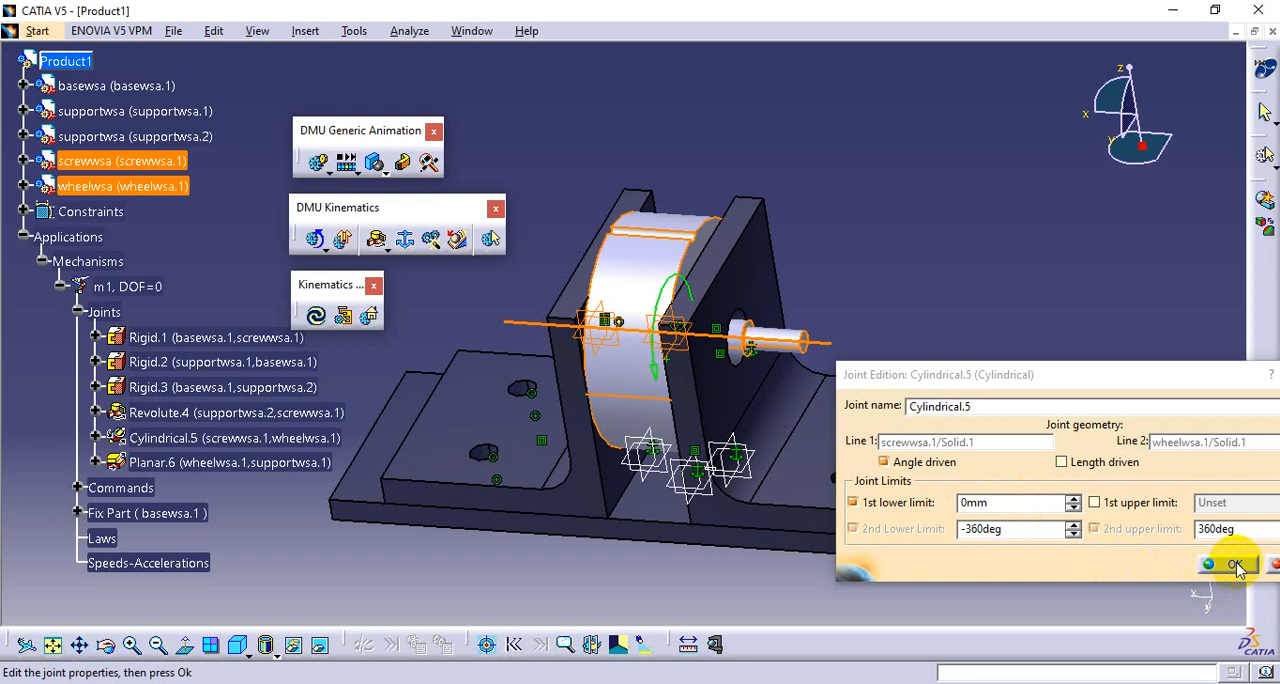 CATIA V5 - [Product1]
Start ENOVIA V5 VPM File Edit View Insert Tools Analyze Window Help
Product1
basewsa (basewsa.1)
supportwsa (supportwsa.1)
supportwsa (supportwsa.2)
screwwsa (screwwsa.1)
wheelwsa (wheelwsa.1)
Constraints
Applications
Mechanisms
m1, DOF=0
Joints
Rigid.1 (basewsa.1,screwwsa.1)
Rigid.2 (supportwsa.1,basewsa.1)
Rigid.3 (basewsa.1,supportwsa.2)
Revolute.4 (supportwsa.2,screwwsa.1)
Cylindrical.5 (screwwsa.1,wheelwsa.1)
Planar.6 (wheelwsa.1,supportwsa.1)
Commands
Fix Part ( basewsa.1 )
Laws
Speeds-Accelerations
DMU Generic Animation x
DMU Kinematics x
Kinematics ... x
z
x
y
Joint Edition: Cylindrical.5 (Cylindrical) ?
Joint name: Cylindrical.5
Joint geometry:
Line 1: screwwsa.1/Solid.1 Line 2: wheelwsa.1/Solid.1
Angle driven Length driven
Joint Limits
1st lower limit: 0mm 1st upper limit: Unset
2nd Lower Limit: -360deg 2nd upper limit: 360deg
OK
x
y
CATIA
Edit the joint properties, then press Ok